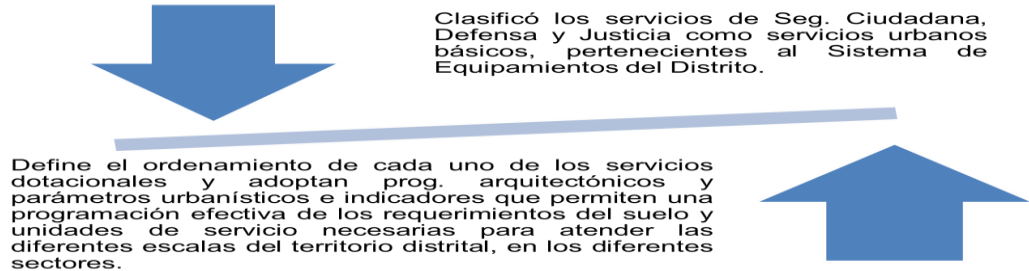 Clasificó los servicios de Seg. Ciudadana,
Defensa y Justicia como servicios urbanos
básicos, pertenecientes al Sistema de
Equipamientos del Distrito.
Define el ordenamiento de cada uno de los servicios
dotacionales y adoptan prog. arquitectónicos y
parámetros urbanísticos e indicadores que permiten una
programación efectiva de los requerimientos del suelo y
unidades de servicio necesarias para atender las
diferentes escalas del territorio distrital, en los diferentes
sectores.